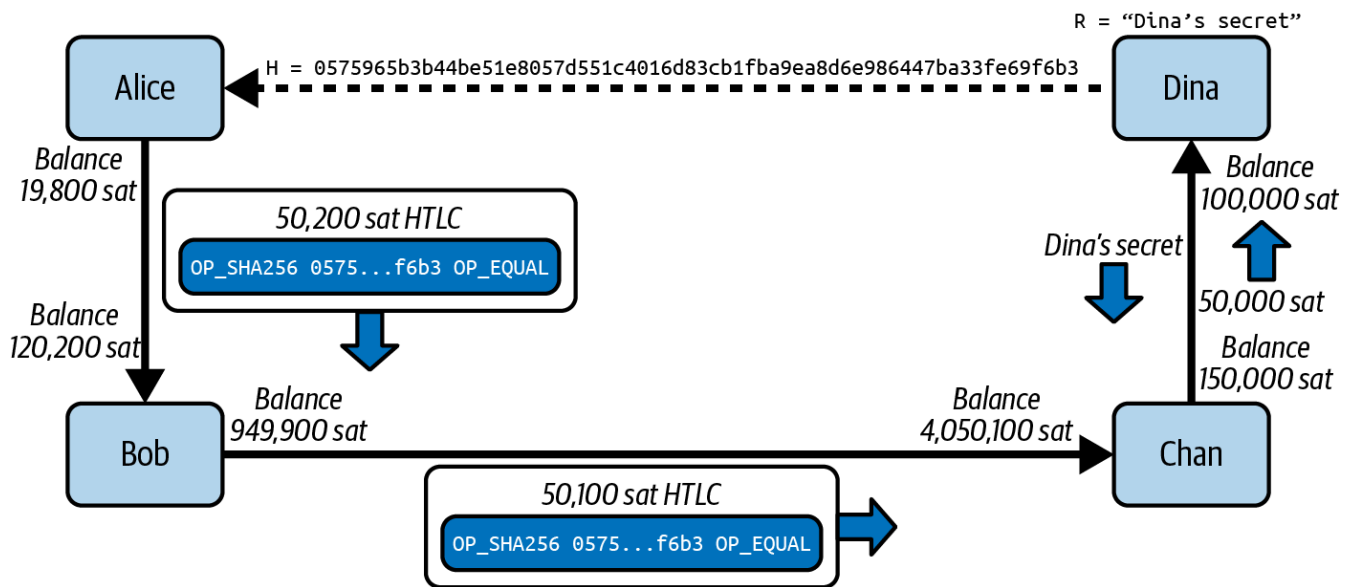 R = “Dina’s secret”
Alice
H = 0575965b3b44be51e8057d551c4016d83cb1fba9ea8d6e986447ba33fe69f6b3
Dina
Balance
19,800 sat
50,200 sat HTLC
OP_SHA256 0575...f6b3 OP_EQUAL
Balance
100,000 sat
Dina’s secret
50,000 sat
Balance
120,200 sat
Balance
150,000 sat
Bob
Balance
949,900 sat
Balance
4,050,100 sat
Chan
50,100 sat HTLC
OP_SHA256 0575...f6b3 OP_EQUAL